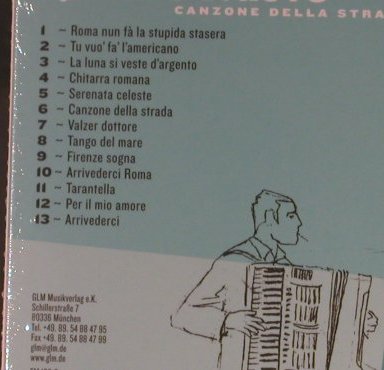 CANZONE DELLA STRA
1 ~ Roma nun fà la stupida stasera
2 ~ Tu vuo' fa' l'americano
3 ~ La luna si veste d'argento
4 ~ Chitarra romana
5 ~ Serenata celeste
6 ~ Canzone della strada
7 ~ Valzer dottore
8 ~ Tango del mare
9 ~ Firenze sogna
10 ~ Arrivederci Roma
11 ~ Tarantella
12 ~ Per il mio amore
13 ~ Arrivederci
GLM Musikverlag e.K.
Schillerstraße 7
80336 München
Tel. +49. 89. 54 88 47 95
Fax +49. 89. 54 88 47 99
glm@glm.de
www.glm.de